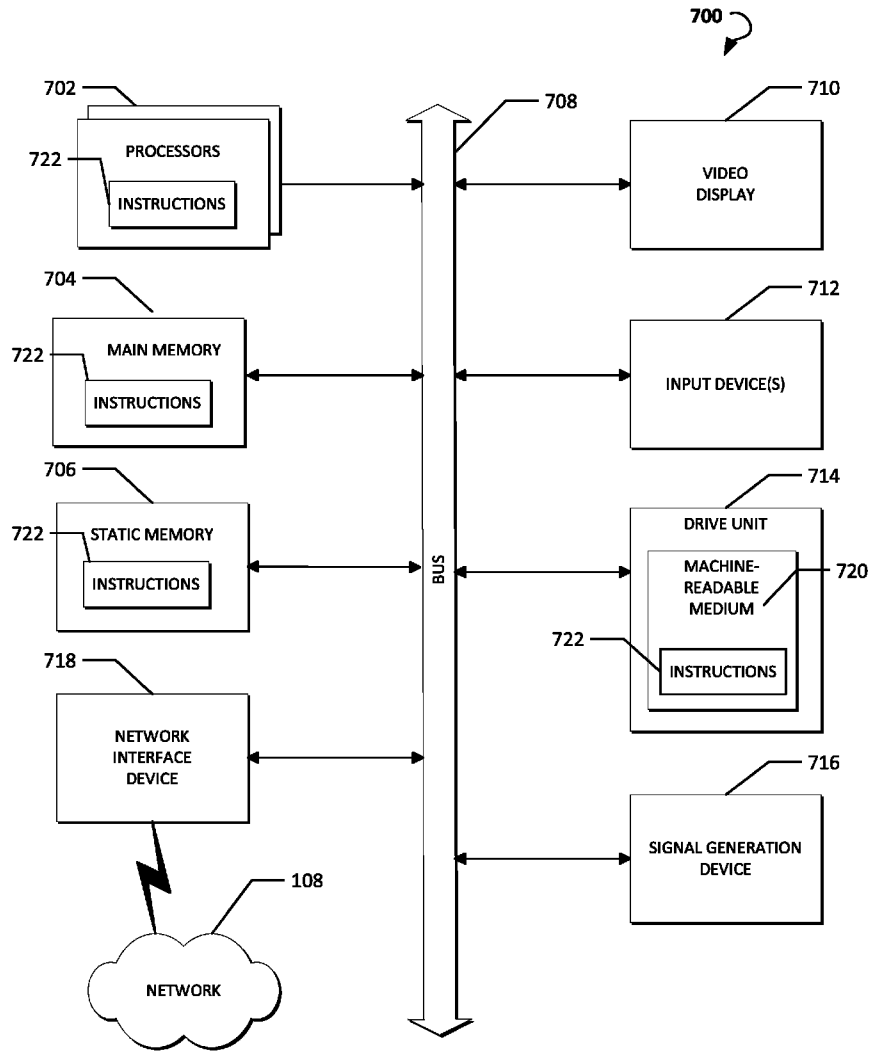 700
702
PROCESSORS
722
INSTRUCTIONS
704
MAIN MEMORY
722
INSTRUCTIONS
706
STATIC MEMORY
722
INSTRUCTIONS
718
NETWORK
INTERFACE
DEVICE
108
NETWORK
708
BUS
710
VIDEO
DISPLAY
712
INPUT DEVICE(S)
714
DRIVE UNIT
MACHINE-
READABLE
MEDIUM
720
722
INSTRUCTIONS
716
SIGNAL GENERATION
DEVICE